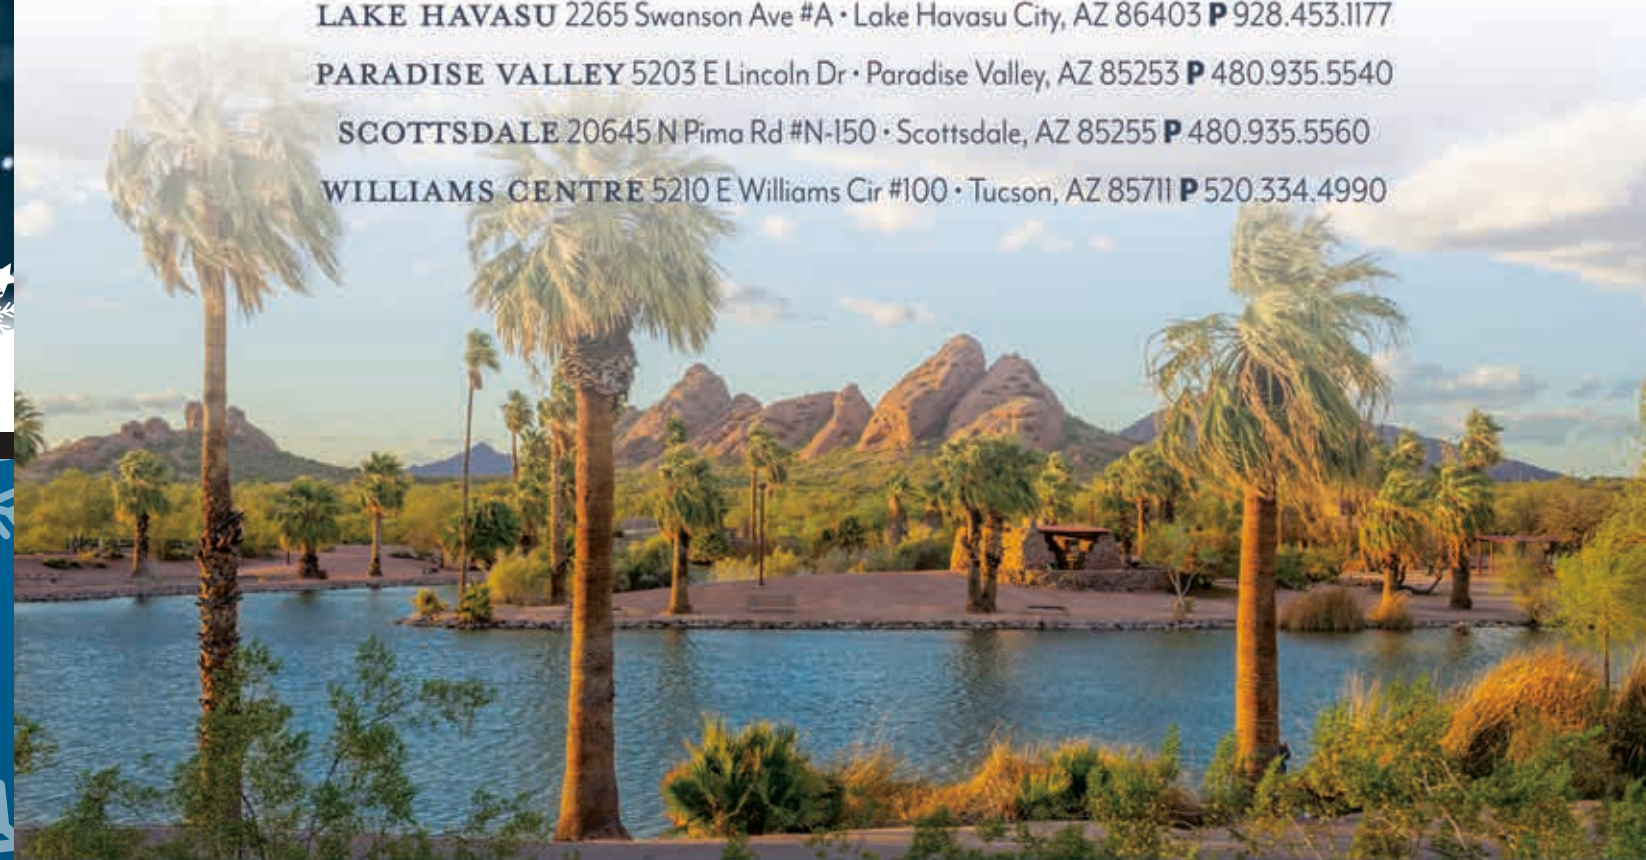 LAKE HAVASU 2265 Swanson Ave #A • Lake Havasu City, AZ 86403 P 928.453.1177
PARADISE VALLEY 5203 E Lincoln Dr • Paradise Valley, AZ 85253 P 480.935.5540
SCOTTSDALE 20645 N Pima Rd #N-150 • Scottsdale, AZ 85255 P 480.935.5560
WILLIAMS CENTRE 5210 E Williams Cir #100 • Tucson, AZ 85711 P 520.334.4990